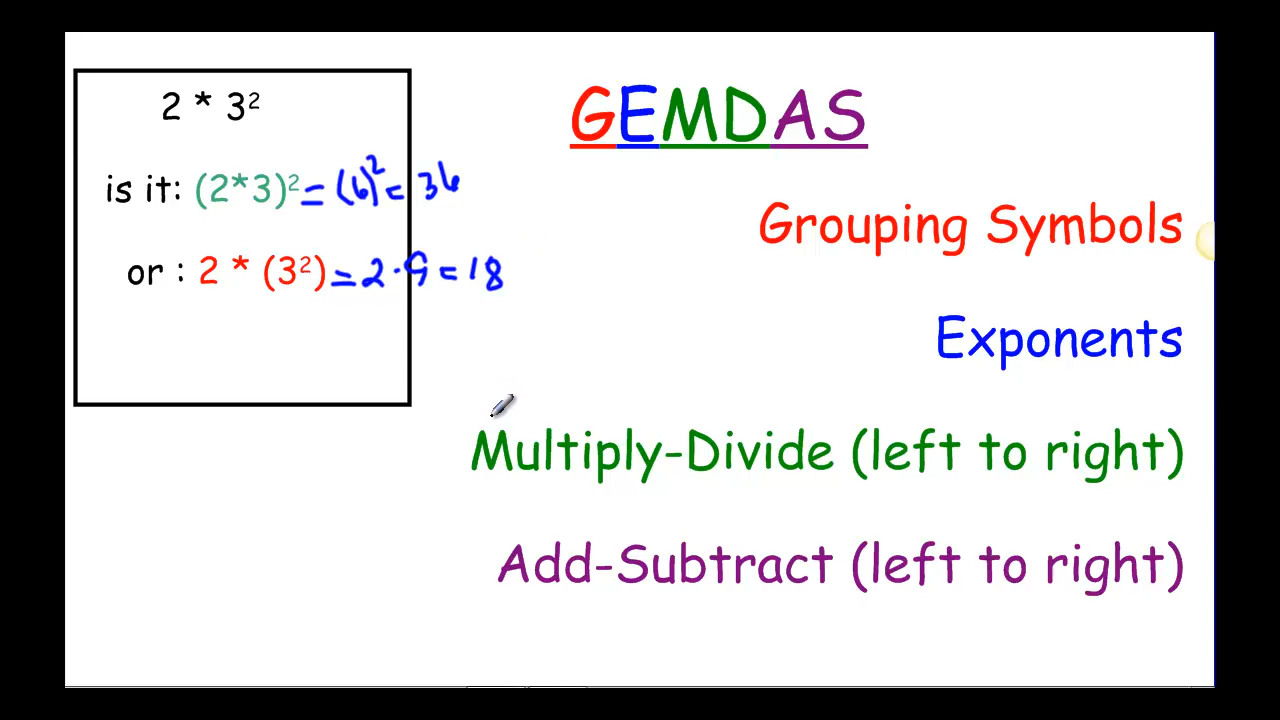 2 * 3²
is it: (2*3)² = (6)² = 36
or : 2 * (3²) = 2 · 9 = 18
GEMDAS
Grouping Symbols
Exponents
Multiply-Divide (left to right)
Add-Subtract (left to right)